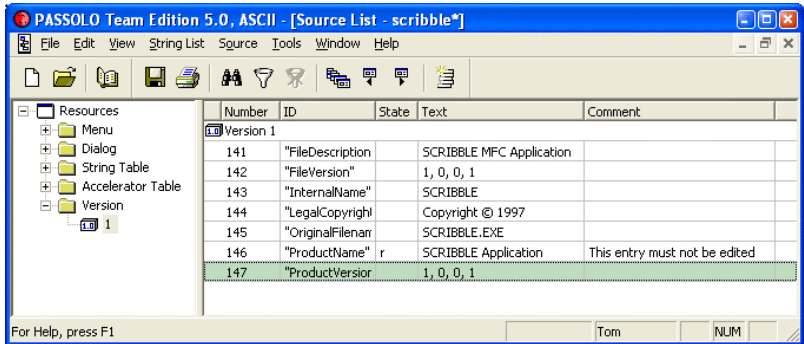 PASSOLO Team Edition 5.0, ASCII - [Source List - scribble*]
File Edit View String List Source Tools Window Help
Resources
Menu
Dialog
String Table
Accelerator Table
Version
1.0 1
Number ID State Text Comment
1.0 Version 1
141 "FileDescription SCRIBBLE MFC Application
142 "FileVersion" 1, 0, 0, 1
143 "InternalName" SCRIBBLE
144 "LegalCopyright Copyright © 1997
145 "OriginalFilenam SCRIBBLE.EXE
146 "ProductName" r SCRIBBLE Application This entry must not be edited
147 "ProductVersion 1, 0, 0, 1
For Help, press F1 Tom NUM